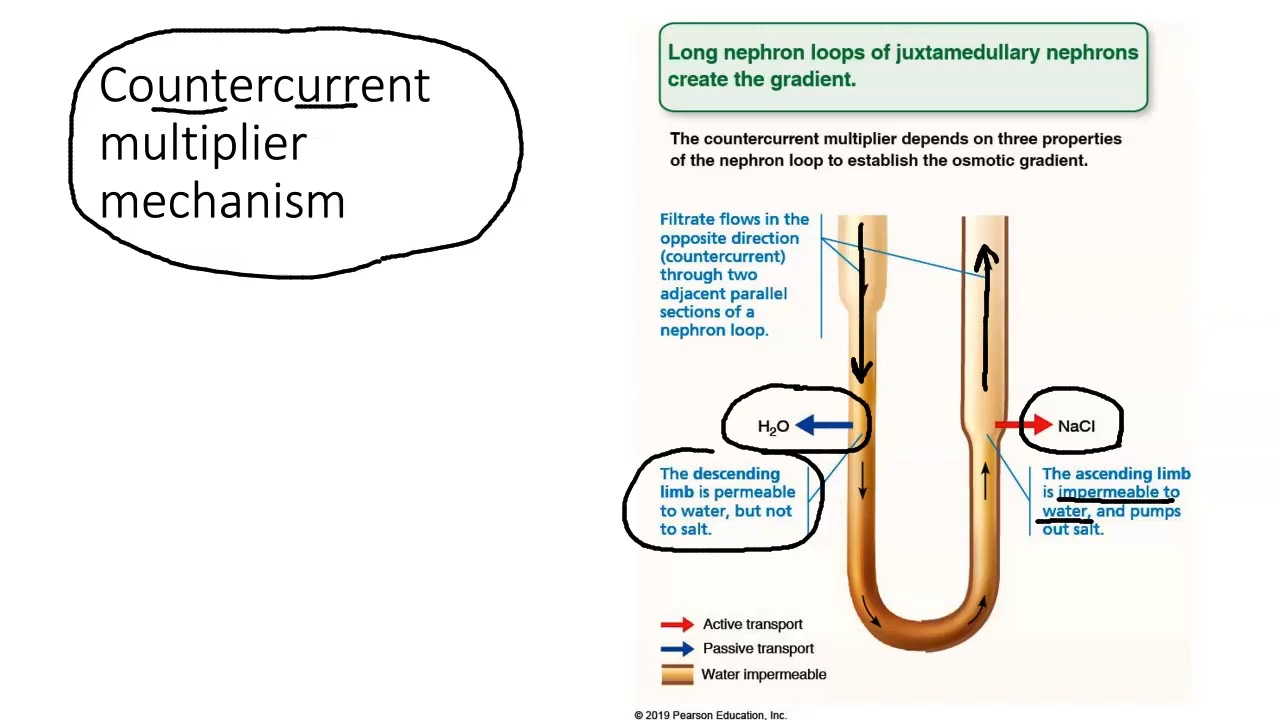 Countercurrent
multiplier
mechanism
Long nephron loops of juxtamedullary nephrons
create the gradient.
The countercurrent multiplier depends on three properties
of the nephron loop to establish the osmotic gradient.
Filtrate flows in the
opposite direction
(countercurrent)
through two
adjacent parallel
sections of a
nephron loop.
H₂O
NaCl
The descending
limb is permeable
to water, but not
to salt.
The ascending limb
is impermeable to
water, and pumps
out salt.
Active transport
Passive transport
Water impermeable
© 2019 Pearson Education, Inc.